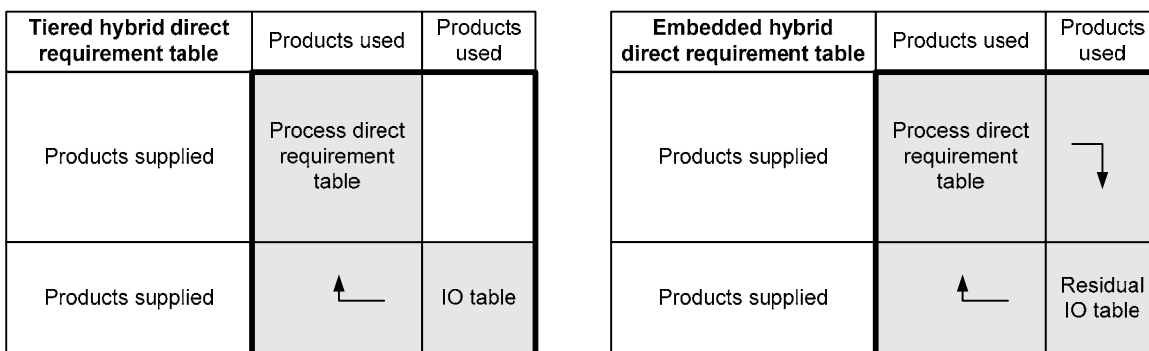 Tiered hybrid direct
requirement table
Products used
Products
used
Products supplied
Process direct
requirement
table
Products supplied
IO table
Embedded hybrid
direct requirement table
Products used
Products
used
Products supplied
Process direct
requirement
table
Products supplied
Residual
IO table